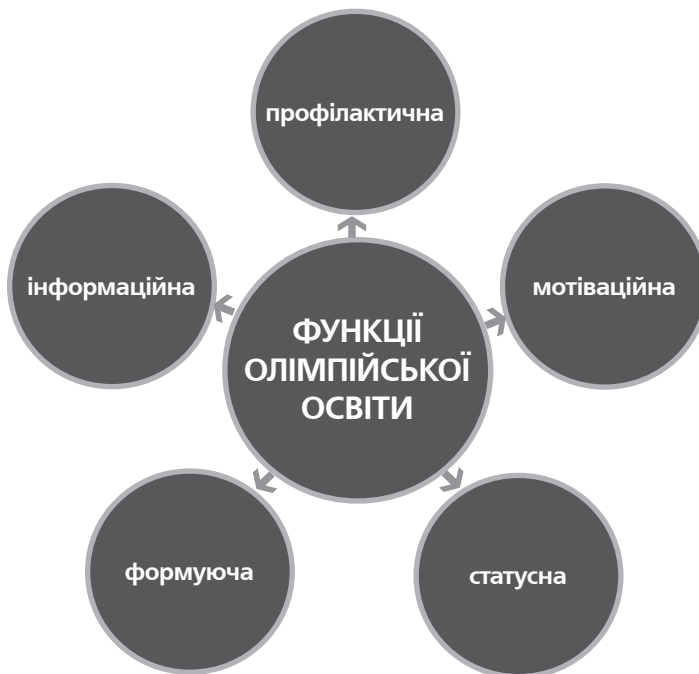 профілактична
інформаційна
мотіваційна
ФУНКЦІЇ
ОЛІМПІЙСЬКОЇ
ОСВІТИ
формуюча
статусна